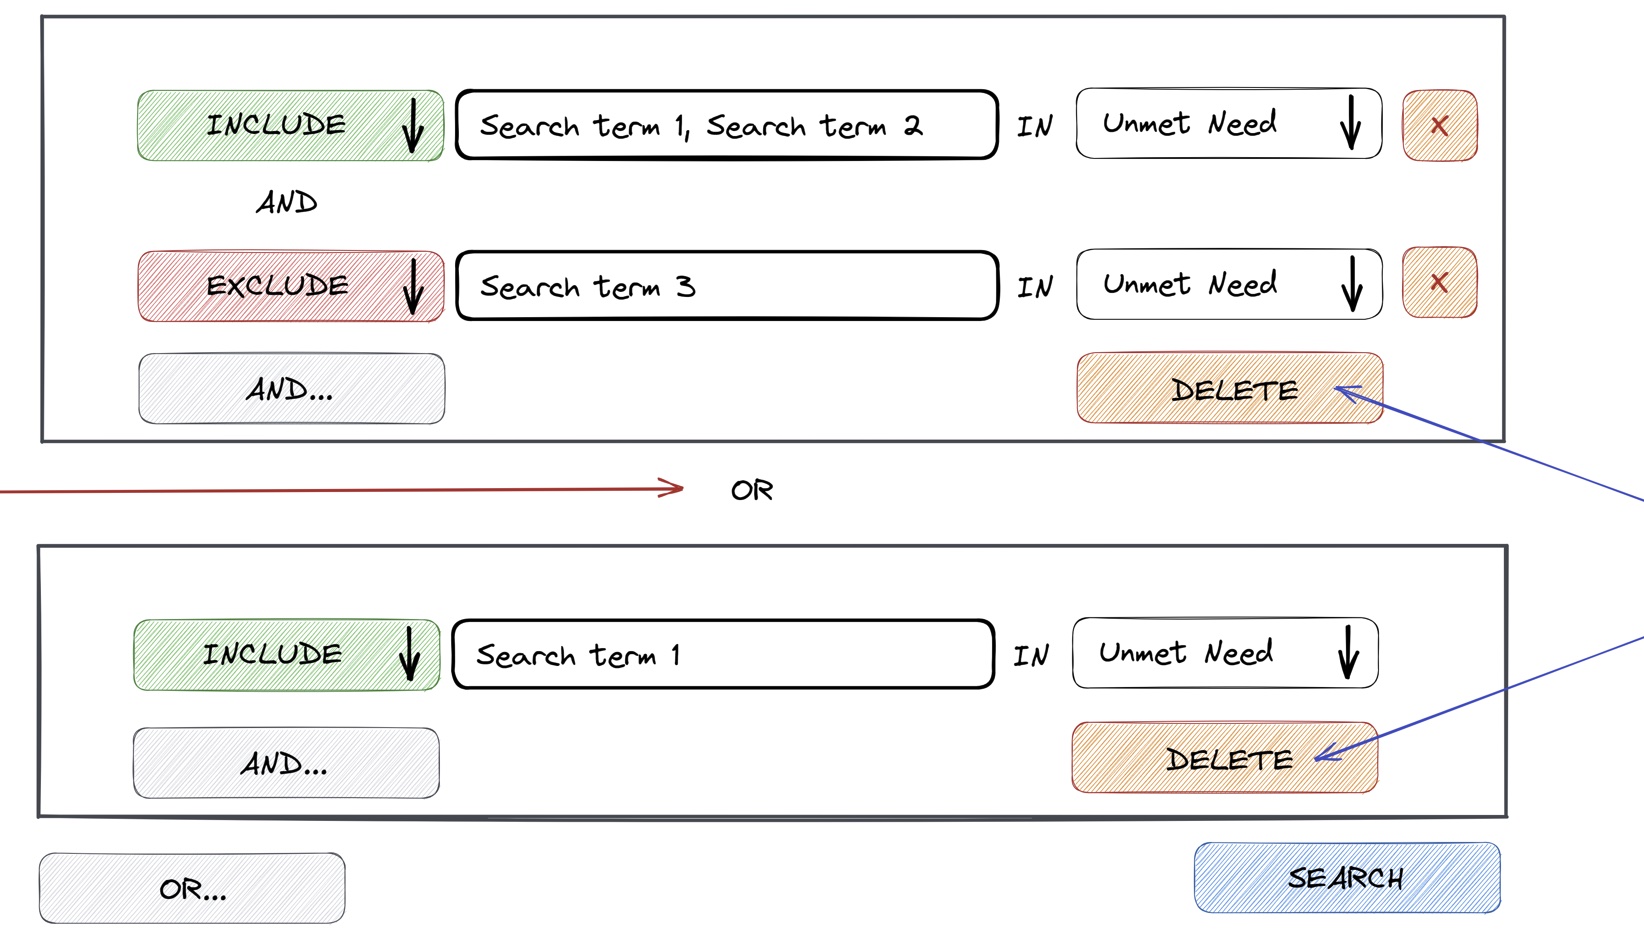 INCLUDE Search term 1, Search term 2 IN Unmet Need X
AND
EXCLUDE Search term 3 IN Unmet Need X
AND... DELETE
OR
INCLUDE Search term 1 IN Unmet Need
AND... DELETE
OR... SEARCH